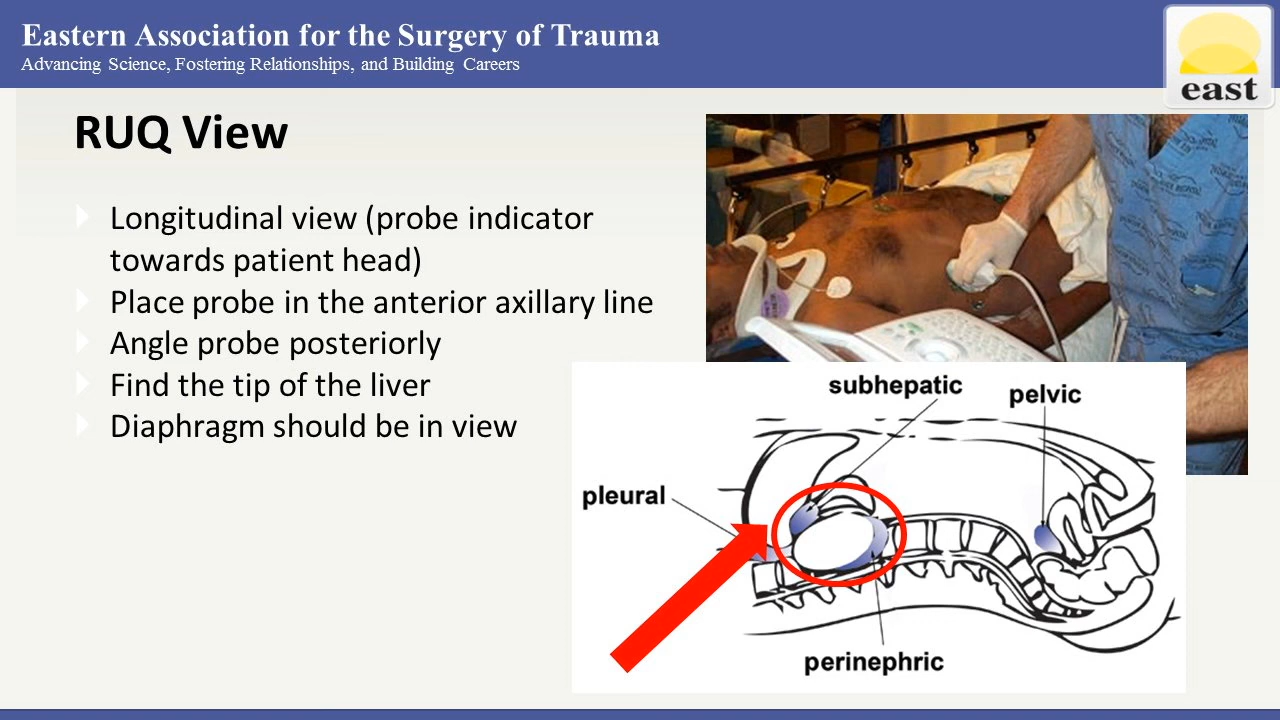 Eastern Association for the Surgery of Trauma
Advancing Science, Fostering Relationships, and Building Careers
east
RUQ View
Longitudinal view (probe indicator
towards patient head)
Place probe in the anterior axillary line
Angle probe posteriorly
Find the tip of the liver
Diaphragm should be in view
subhepatic
pelvic
pleural
perinephric